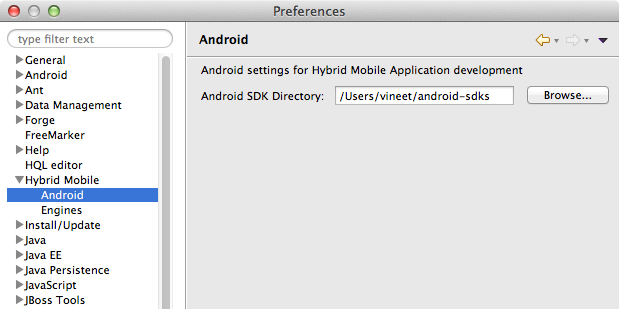 Preferences
type filter text
General
Android
Ant
Data Management
Forge
FreeMarker
Help
HQL editor
Hybrid Mobile
Android
Engines
Install/Update
Java
Java EE
Java Persistence
JavaScript
JBoss Tools
Android
Android settings for Hybrid Mobile Application development
Android SDK Directory: /Users/vineet/android-sdks Browse...